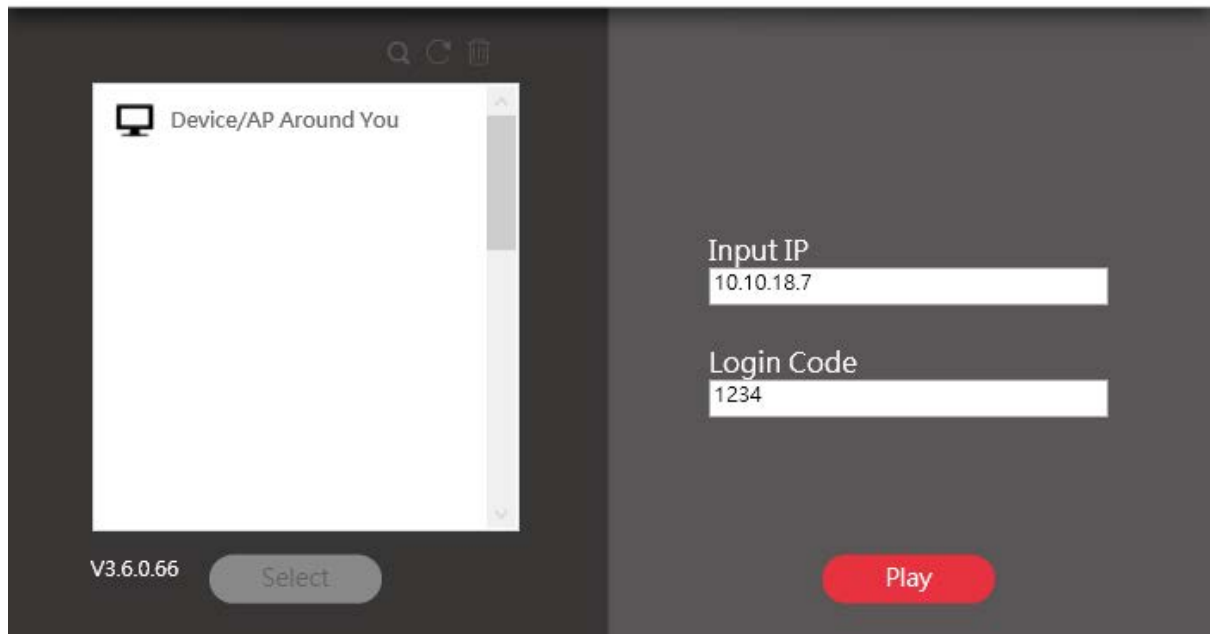 Device/AP Around You
V3.6.0.66
Select
Input IP
10.10.18.7
Login Code
1234
Play